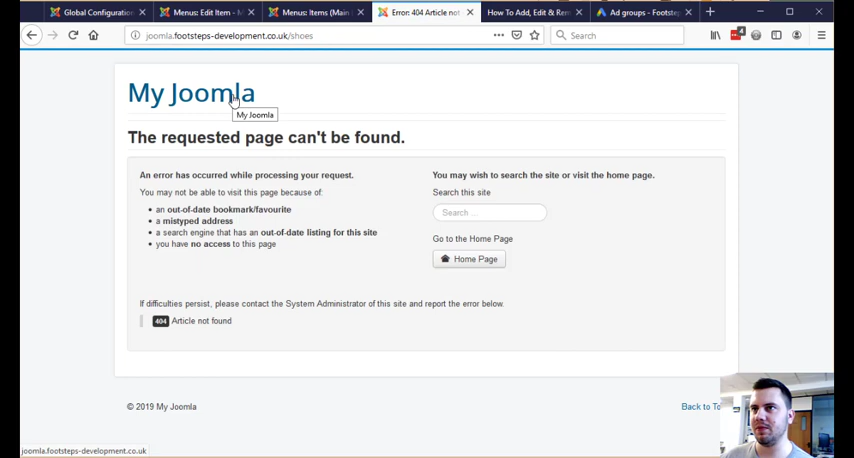 Global Configuration
Menus: Edit Item - M
Menus: Items (Main
Error: 404 Article not
How To Add, Edit & Re
Ad groups - Footstep
joomla.footsteps-development.co.uk/shoes
Search
4
My Joomla
My Joomla
The requested page can't be found.
An error has occurred while processing your request.
You may not be able to visit this page because of:
an out-of-date bookmark/favourite
a mistyped address
a search engine that has an out-of-date listing for this site
you have no access to this page
You may wish to search the site or visit the home page.
Search this site
Search ...
Go to the Home Page
Home Page
If difficulties persist, please contact the System Administrator of this site and report the error below.
404 Article not found
© 2019 My Joomla
Back to To
joomla.footsteps-development.co.uk